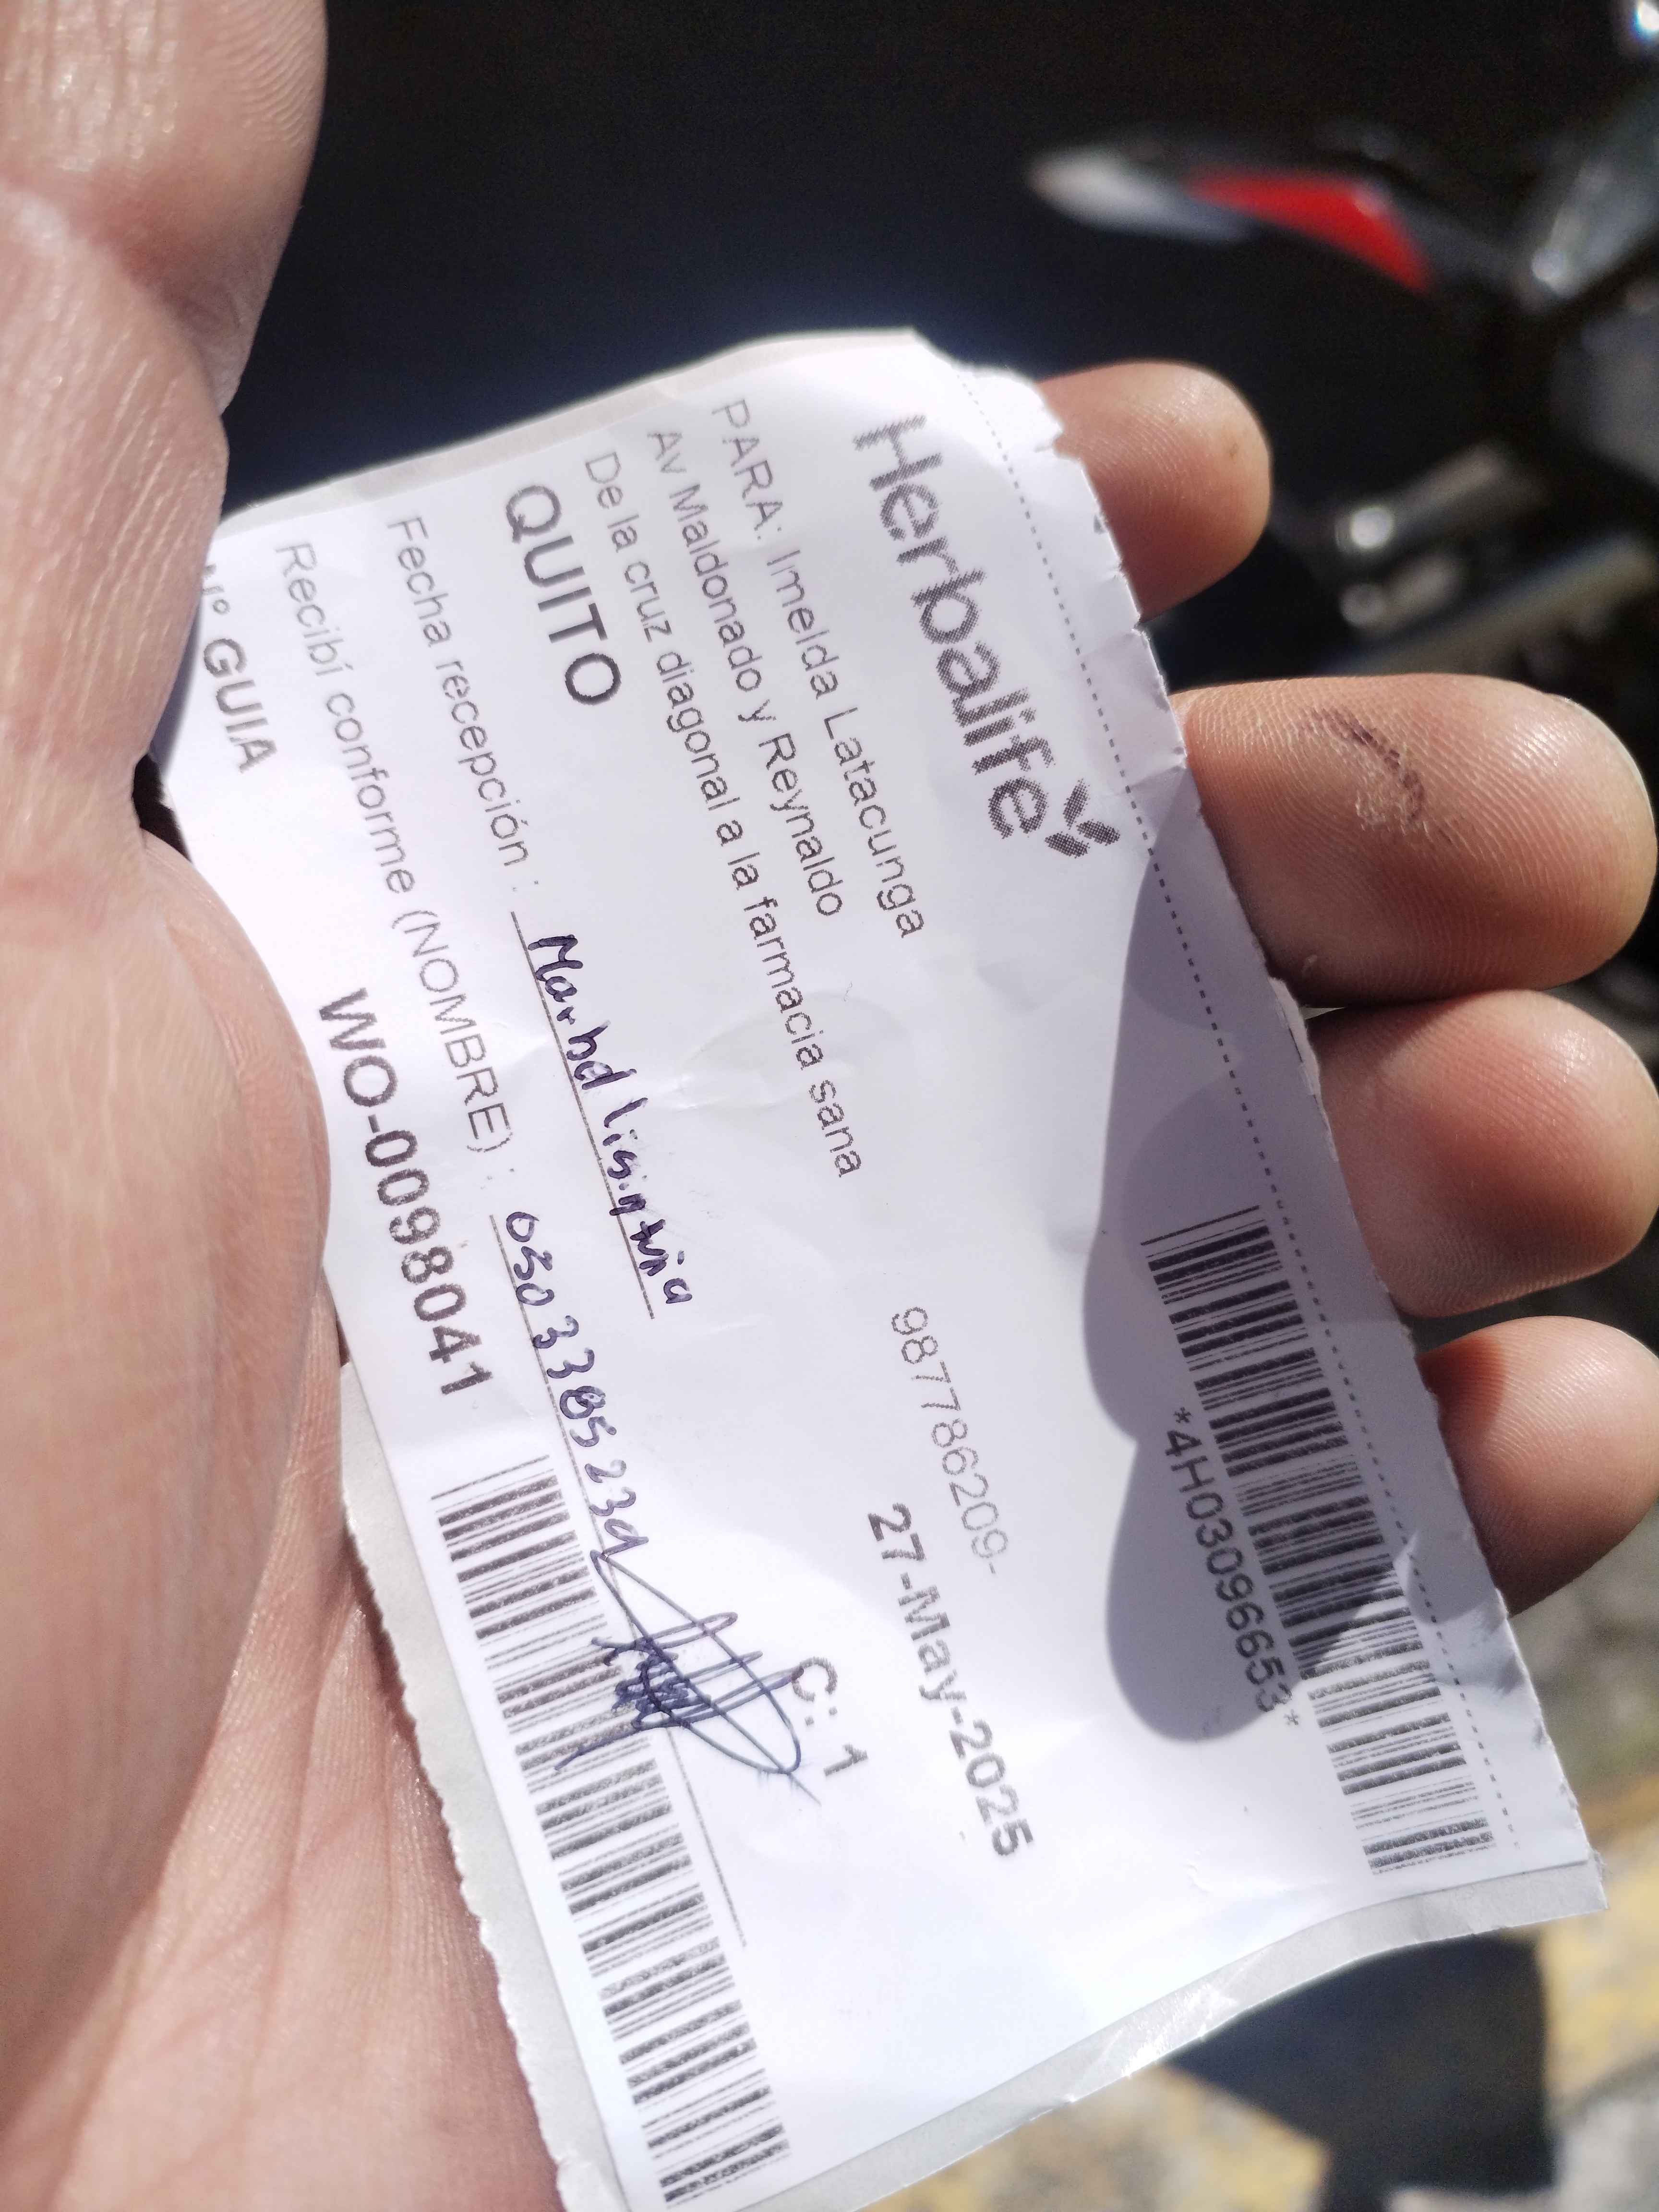 *4H03096653*
Herbalife
PARA: Imelda Latacunga 987786209-
Av Maldonado y Reynaldo
De la cruz diagonal a la farmacia sana 27-May-2025
QUITO C: 1
Fecha recepción :
Recibí conforme (NOMBRE) :
N° GUIA WO-0098041